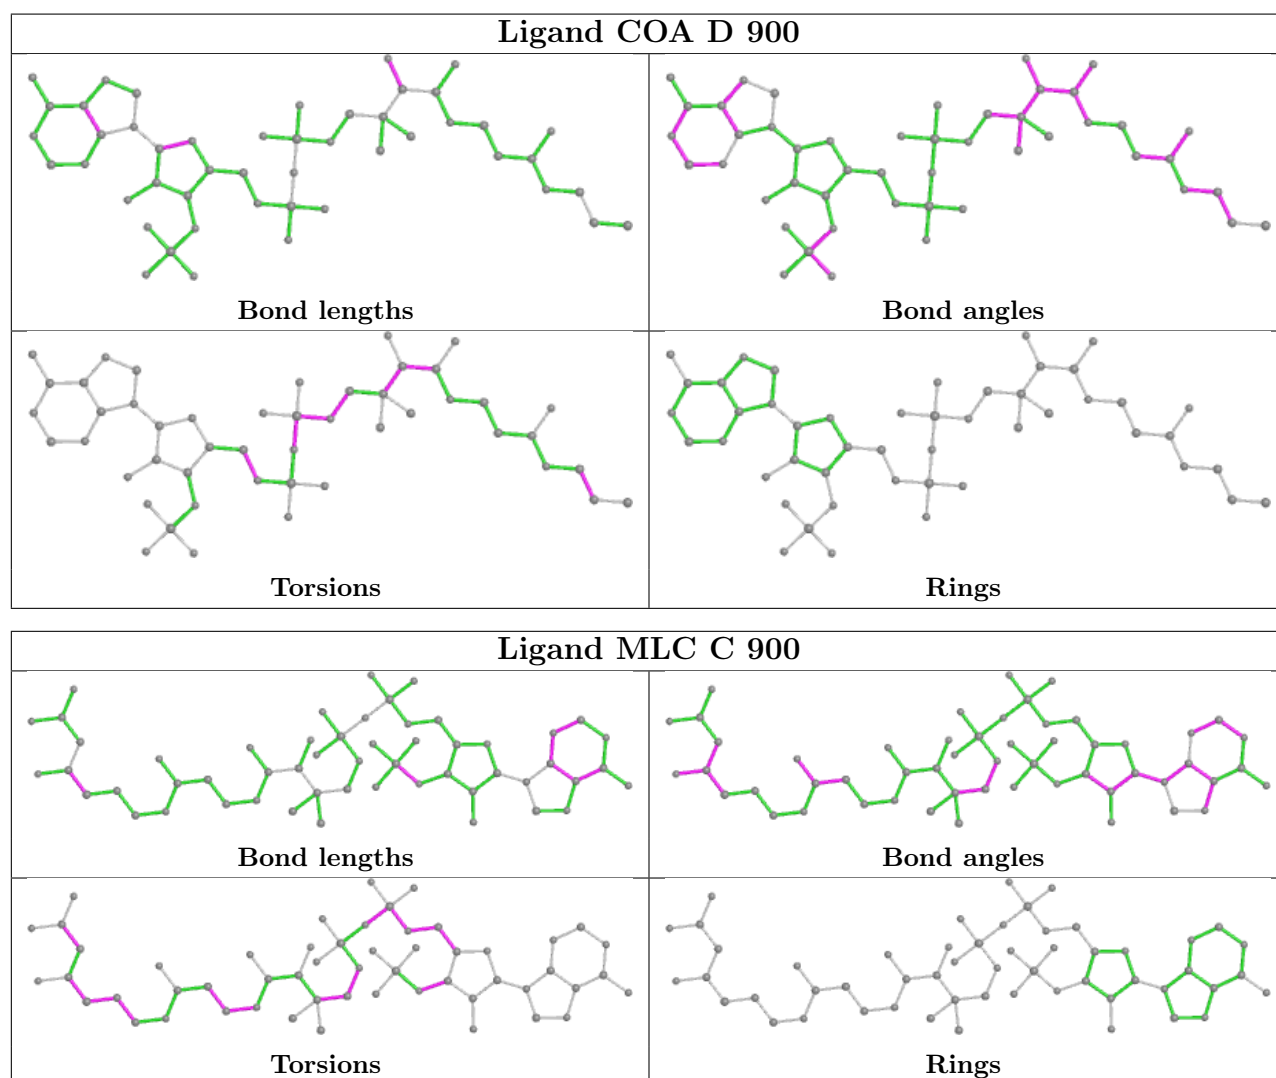 Ligand COA D 900
Bond lengths
Bond angles
Torsions
Rings
Ligand MLC C 900
Bond lengths
Bond angles
Torsions
Rings